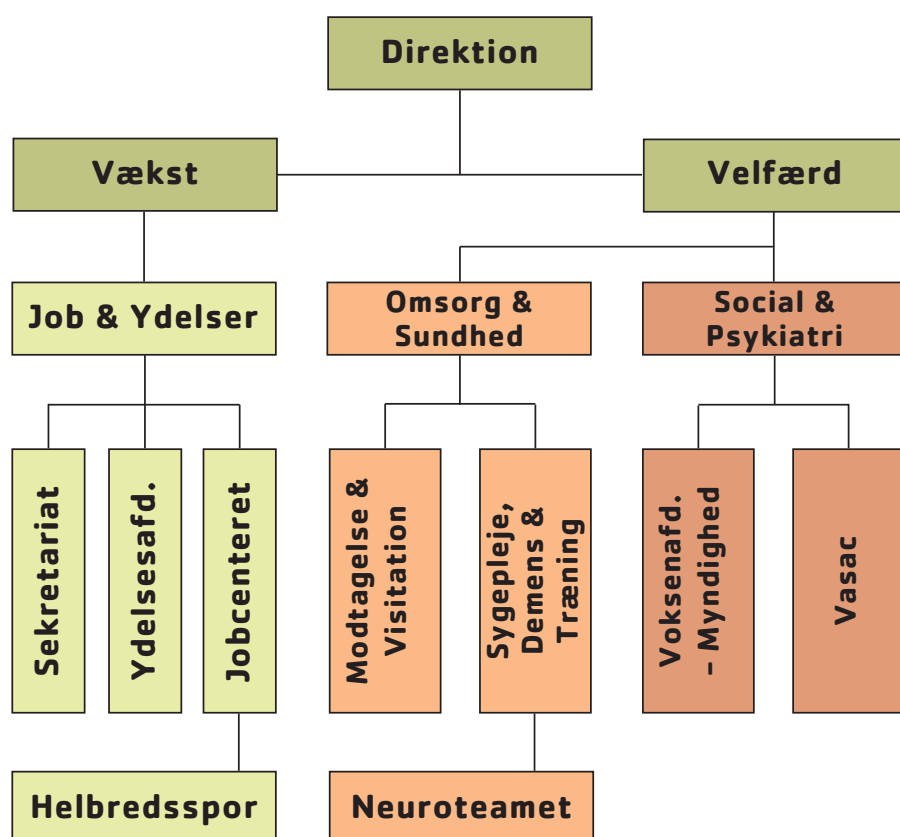 Direktion
Vækst
Velfærd
Job & Ydelser
Omsorg &
Sundhed
Social &
Psykiatri
Sekretariat
Ydelsesafd.
Jobcenteret
Modtagelse &
Visitation
Sygepleje,
Demens &
Træning
Voksenafd.
– Myndighed
Vasac
Helbredsspor
Neuroteamet